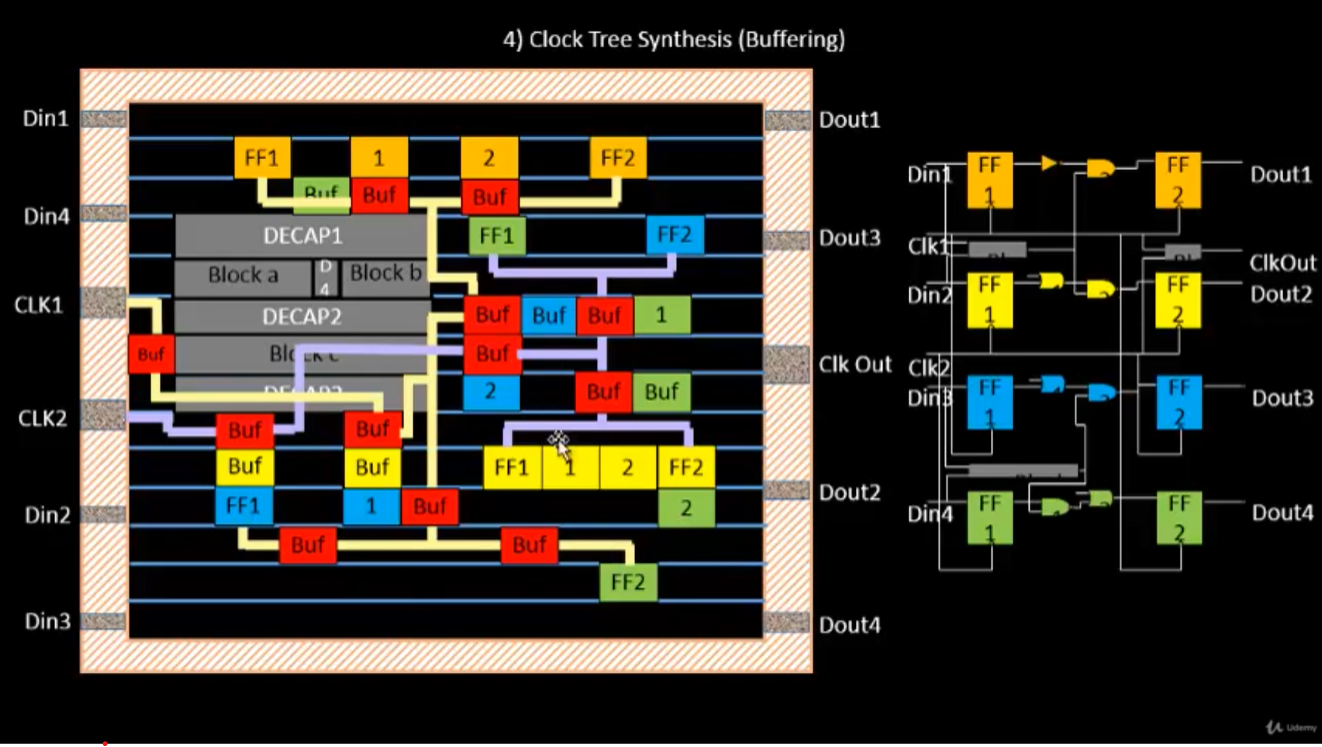 4) Clock Tree Synthesis (Buffering)
Din1
Dout1
FF1 1 2 FF2
Buf Buf Buf
Din4
DECAP1
FF1 FF2
Dout3
Block a D 4 Block b
CLK1
DECAP2
Buf Buf Buf 1
Buf Block c Buf
Clk Out
2 Buf Buf
CLK2
Buf Buf
Buf Buf FF1 1 2 FF2
Dout2
Din2
FF1 1 Buf 2
Buf Buf
FF2
Din3
Dout4
Din1 FF 1 FF 2 Dout1
Clk1
ClkOut
Din2 FF 1 FF 2 Dout2
Clk2
Din3 FF 1 FF 2 Dout3
Din4 FF 1 FF 2 Dout4
Udemy